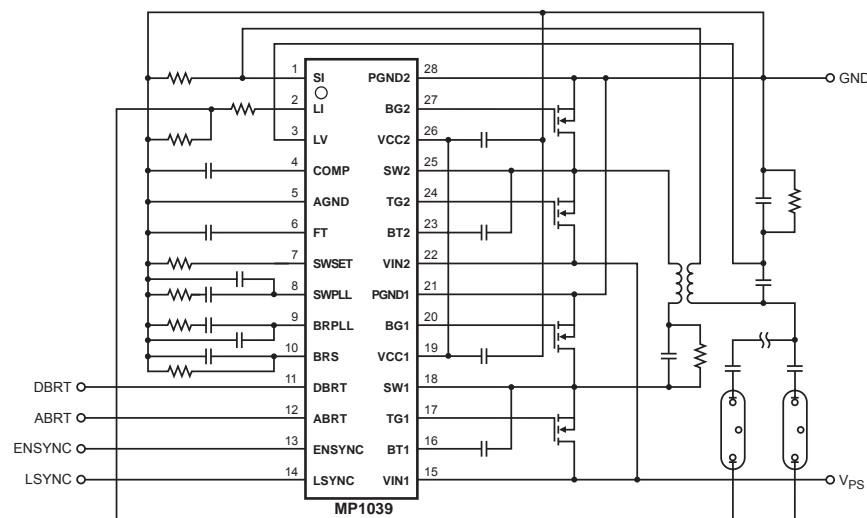 1 SI PGND2 28
GND
2 LI BG2 27
3 LV VCC2 26
4 COMP SW2 25
5 AGND TG2 24
6 FT BT2 23
7 SWSET VIN2 22
8 SWPLL PGND1 21
9 BRPLL BG1 20
10 BRS VCC1 19
DBRT 11 DBRT SW1 18
ABRT 12 ABRT TG1 17
ENSYNC 13 ENSYNC BT1 16
LSYNC 14 LSYNC VIN1 15
VPS
MP1039